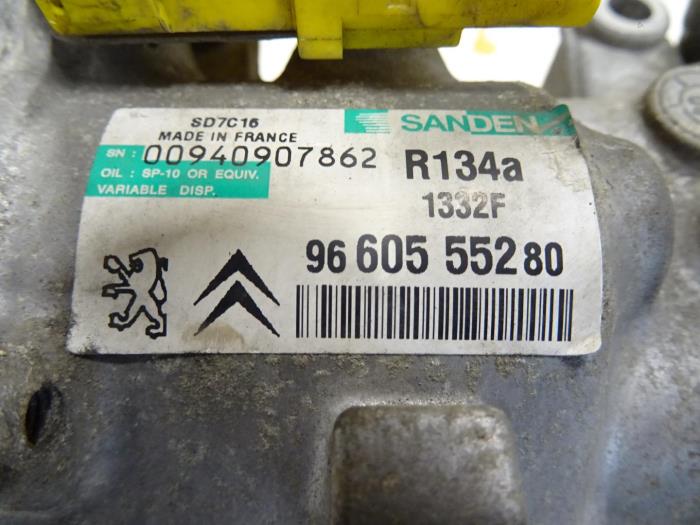 SD7C16
MADE IN FRANCE
SANDEN
SN : 00940907862
R134a
OIL : SP-10 OR EQUIV.
VARIABLE DISP.
1332F
96 605 552 80